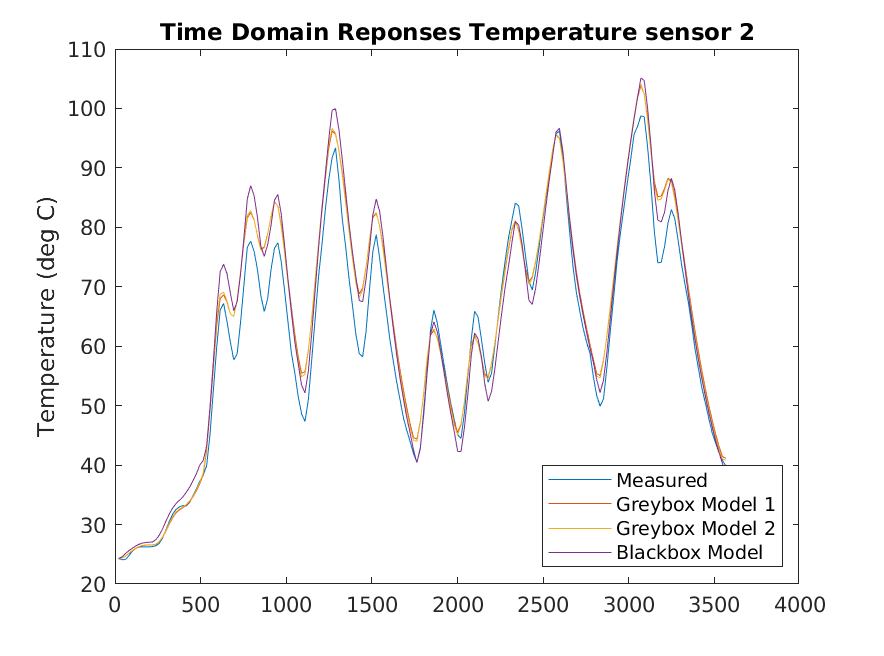 Time Domain Reponses Temperature sensor 2
110
100
90
80
70
60
50
40
30
20
Temperature (deg C)
0 500 1000 1500 2000 2500 3000 3500 4000
Measured
Greybox Model 1
Greybox Model 2
Blackbox Model